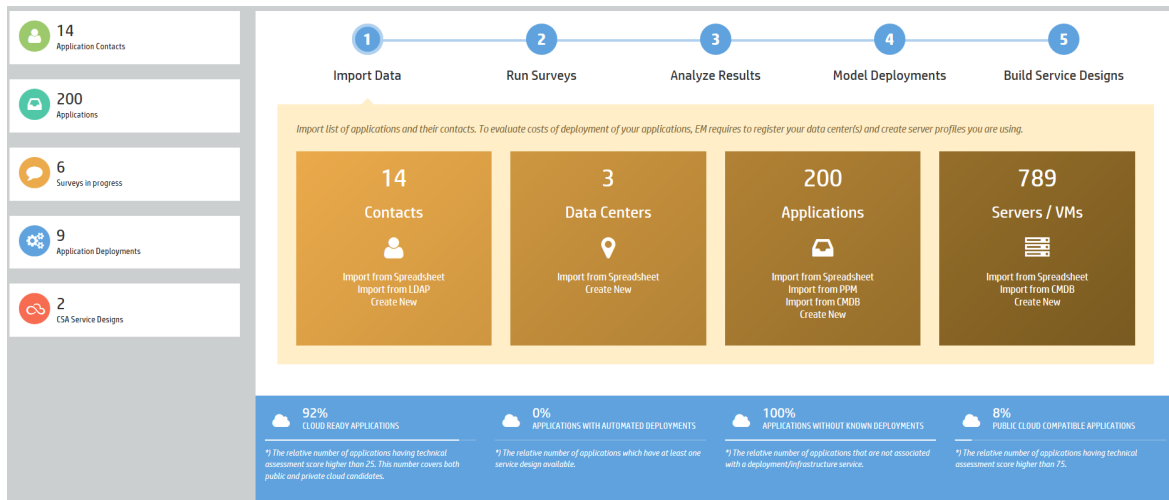 14
Application Contacts
200
Applications
6
Surveys in progress
9
Application Deployments
2
CSA Service Designs
1
2
3
4
5
Import Data
Run Surveys
Analyze Results
Model Deployments
Build Service Designs
Import list of applications and their contacts. To evaluate costs of deployment of your applications, EM requires to register your data center(s) and create server profiles you are using.
14
Contacts
Import from Spreadsheet
Import from LDAP
Create New
3
Data Centers
Import from Spreadsheet
Create New
200
Applications
Import from Spreadsheet
Import from PPM
Import from CMDB
Create New
789
Servers / VMs
Import from Spreadsheet
Import from CMDB
Create New
92%
CLOUD READY APPLICATIONS
*) The relative number of applications having technical
assessment score higher than 25. This number covers both
public and private cloud candidates.
0%
APPLICATIONS WITH AUTOMATED DEPLOYMENTS
*) The relative number of applications which have at least one
service design available.
100%
APPLICATIONS WITHOUT KNOWN DEPLOYMENTS
*) The relative number of applications that are not associated
with a deployment/infrastructure service.
8%
PUBLIC CLOUD COMPATIBLE APPLICATIONS
*) The relative number of applications having technical
assessment score higher than 75.